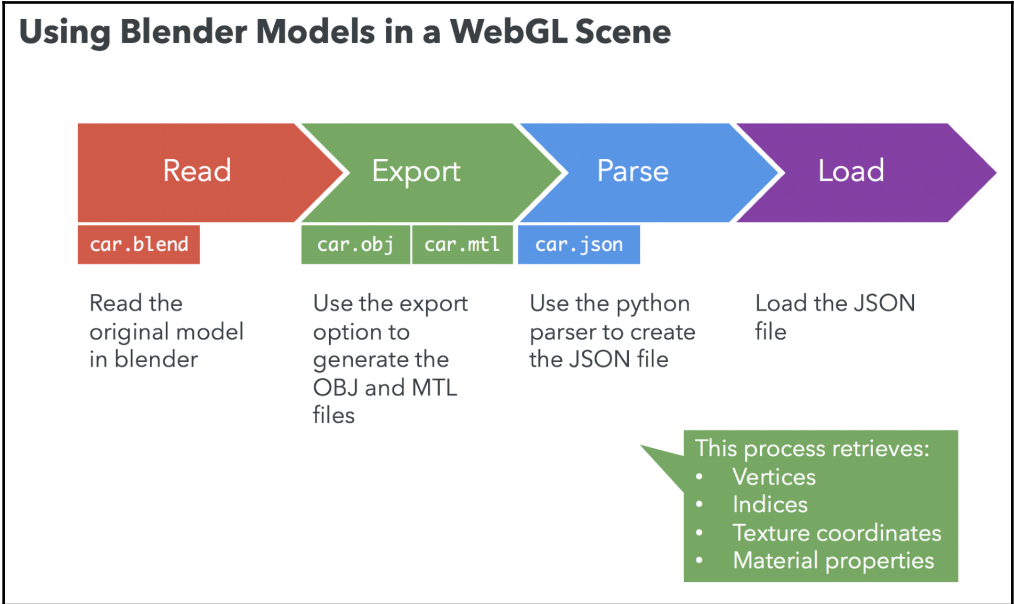 Using Blender Models in a WebGL Scene
Read
Export
Parse
Load
car.blend
car.obj
car.mtl
car.json
Read the
original model
in blender
Use the export
option to
generate the
OBJ and MTL
files
Use the python
parser to create
the JSON file
Load the JSON
file
This process retrieves:
• Vertices
• Indices
• Texture coordinates
• Material properties